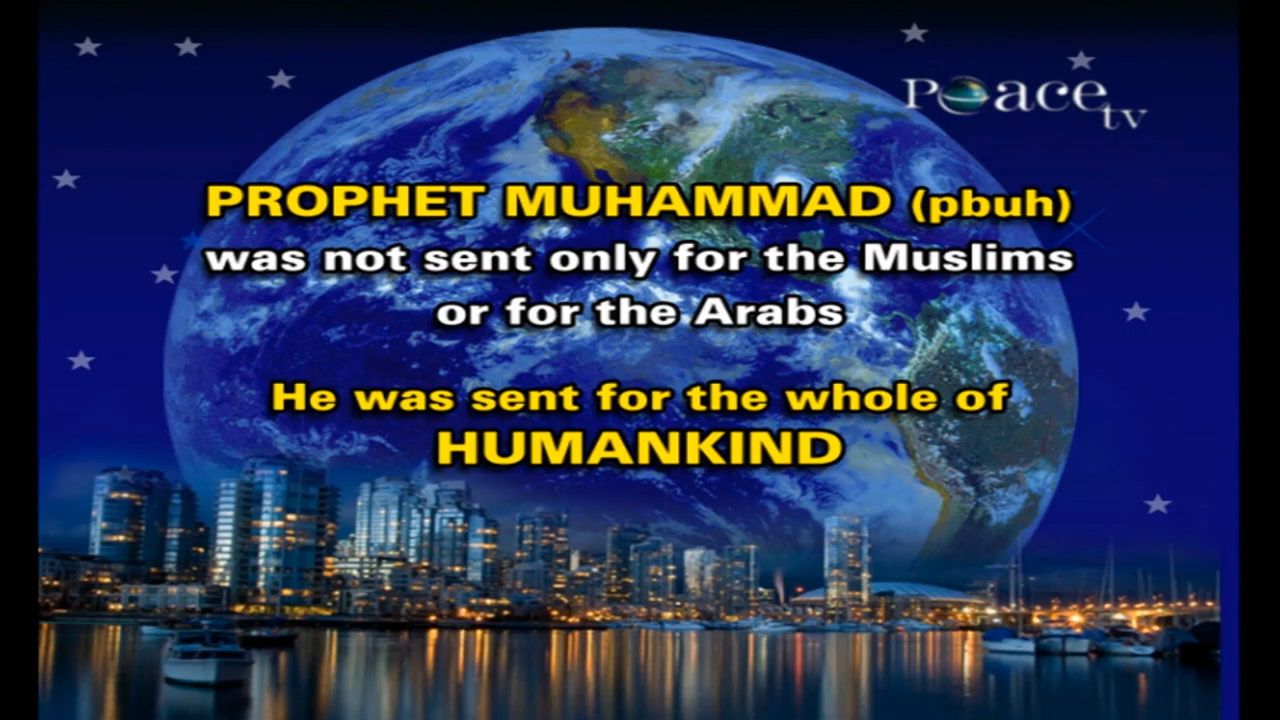 Peace tv
PROPHET MUHAMMAD (pbuh)
was not sent only for the Muslims
or for the Arabs
He was sent for the whole of
HUMANKIND